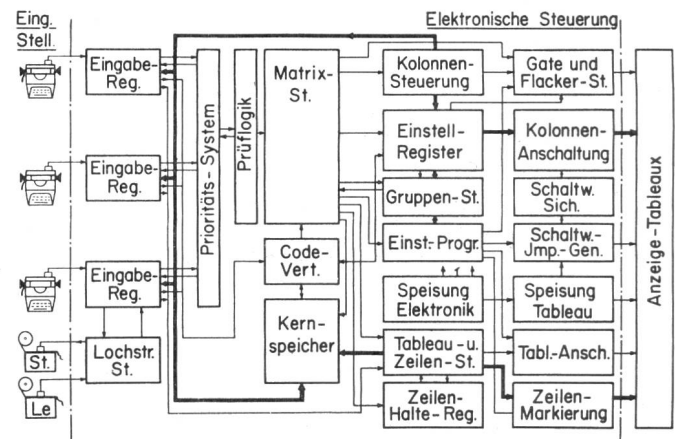 Eing.
Stell.
Elektronische Steuerung
Eingabe-
Reg.
Eingabe-
Reg.
Eingabe-
Reg.
Lochstr.
St.
St.
Le
Prioritäts-System
Prüflogik
Matrix-
St.
Code-
Vert.
Kern-
speicher
Kolonnen-
Steuerung
Einstell-
Register
Gruppen-St.
Einst.-Progr.
Speisung
Elektronik
Tableau-u.
Zeilen-St.
Zeilen-
Halte-Reg.
Gate und
Flacker-St.
Kolonnen-
Anschaltung
Schaltw.
Sich.
Schaltw.-
Jmp.-Gen.
Speisung
Tableau
Tabl.-Ansch.
Zeilen-
Markierung
Anzeige-Tableaux